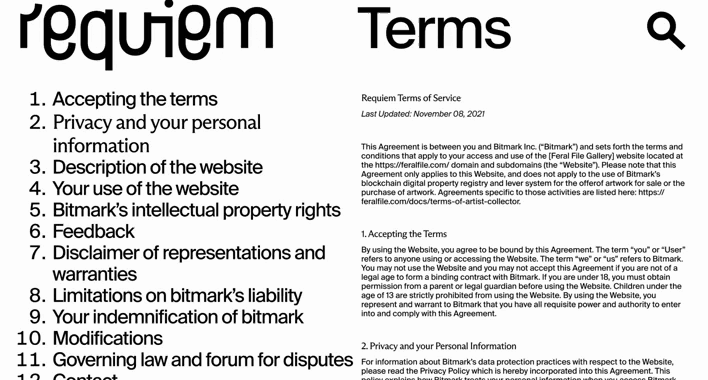 requiem
Terms
1. Accepting the terms
2. Privacy and your personal
information
3. Description of the website
4. Your use of the website
5. Bitmark's intellectual property rights
6. Feedback
7. Disclaimer of representations and
warranties
8. Limitations on bitmark's liability
9. Your indemnification of bitmark
10. Modifications
11. Governing law and forum for disputes
12. Contact
Requiem Terms of Service
Last Updated: November 08, 2021
This Agreement is between you and Bitmark Inc. (“Bitmark”) and sets forth the terms and
conditions that apply to your access and use of the [Feral File Gallery] website located at
the https://feralfile.com/ domain and subdomains (the “Website”). Please note that this
Agreement only applies to this Website, and does not apply to the use of Bitmark's
blockchain digital property registry and lever system for the offerof artwork for sale or the
purchase of artwork. Agreements specific to those activities are listed here: https://
feralfile.com/docs/terms-of-artist-collector.
1. Accepting the Terms
By using the Website, you agree to be bound by this Agreement. The term “you” or “User”
refers to anyone using or accessing the Website. The term “we” or “us” refers to Bitmark.
You may not use the Website and you may not accept this Agreement if you are not of a
legal age to form a binding contract with Bitmark. If you are under 18, you must obtain
permission from a parent or legal guardian before using the Website. Children under the
age of 13 are strictly prohibited from using the Website. By using the Website, you
represent and warrant to Bitmark that you have all requisite power and authority to enter
into and comply with this Agreement.
2. Privacy and your Personal Information
For information about Bitmark's data protection practices with respect to the Website,
please read the Privacy Policy which is hereby incorporated into this Agreement. This
policy explains how Bitmark treats your personal information when you access Bitmark